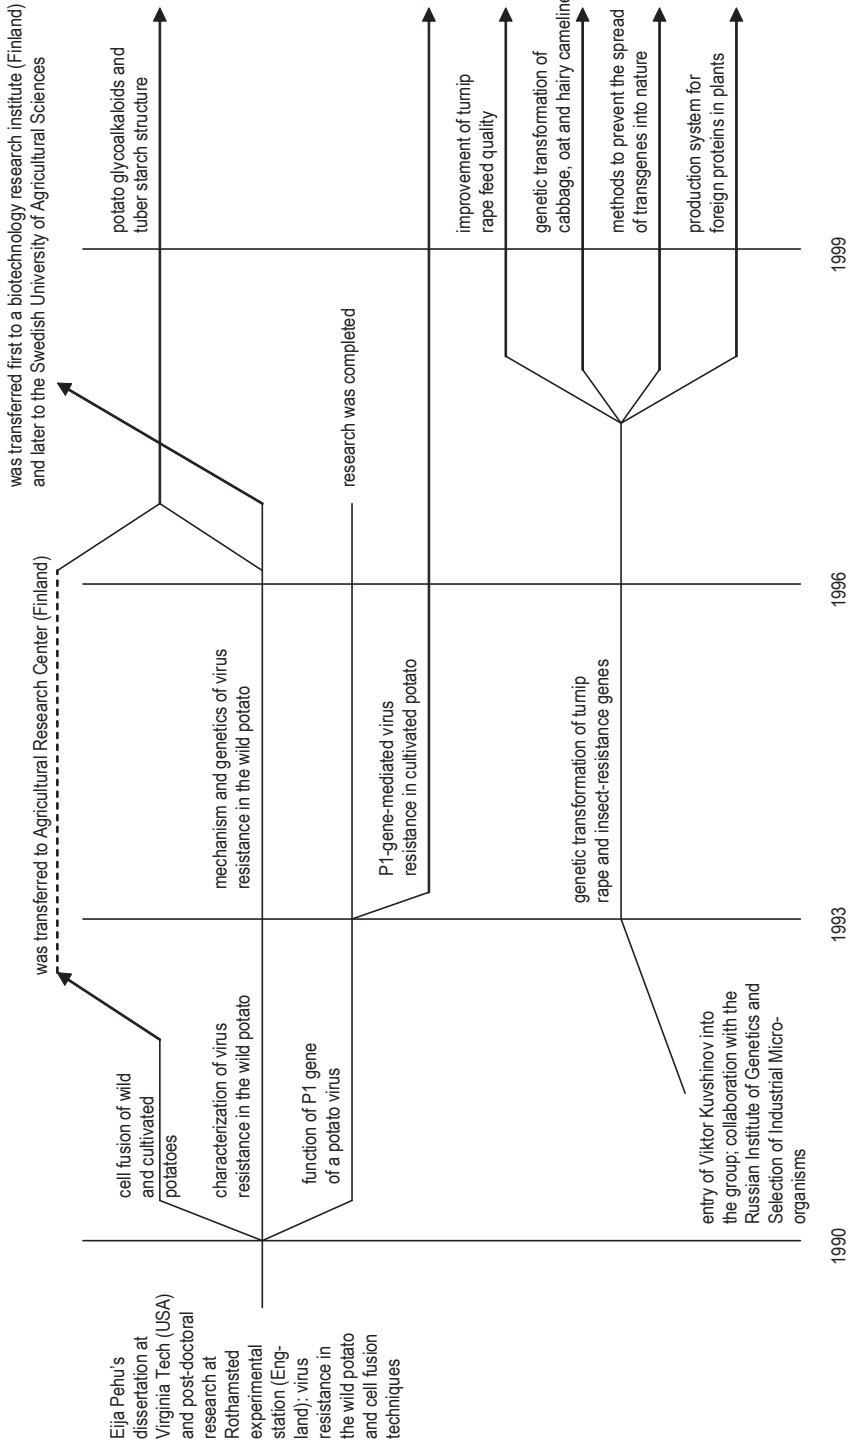 Eija Pehu's
dissertation at
Virginia Tech (USA)
and post-doctoral
research at
Rothamsted
experimental
station (Eng-
land): virus
resistance in
the wild potato
and cell fusion
techniques
cell fusion of wild
and cultivated
potatoes
characterization of virus
resistance in the wild potato
function of P1 gene
of a potato virus
entry of Viktor Kuvshinov into
the group; collaboration with the
Russian Institute of Genetics and
Selection of Industrial Micro-
organisms
was transferred to Agricultural Research Center (Finland)
mechanism and genetics of virus
resistance in the wild potato
P1-gene-mediated virus
resistance in cultivated potato
genetic transformation of turnip
rape and insect-resistance genes
was transferred first to a biotechnology research institute (Finland)
and later to the Swedish University of Agricultural Sciences
research was completed
potato glycoalkaloids and
tuber starch structure
improvement of turnip
rape feed quality
genetic transformation of
cabbage, oat and hairy cameline
methods to prevent the spread
of transgenes into nature
production system for
foreign proteins in plants
1990
1993
1996
1999